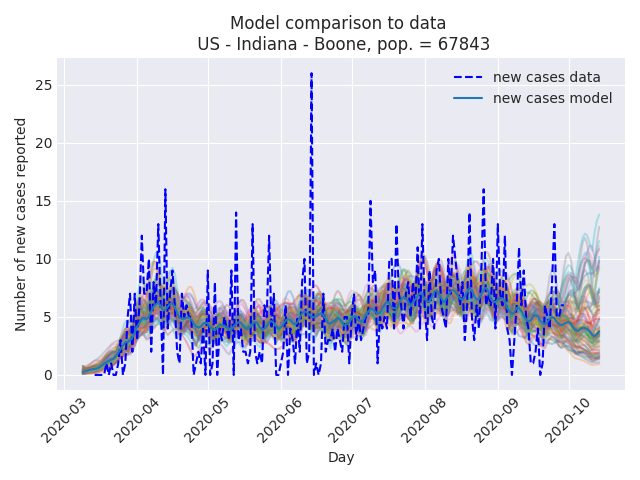 Model comparison to data
US - Indiana - Boone, pop. = 67843
new cases data
new cases model
Number of new cases reported
25
20
15
10
5
0
2020-03
2020-04
2020-05
2020-06
2020-07
2020-08
2020-09
2020-10
Day